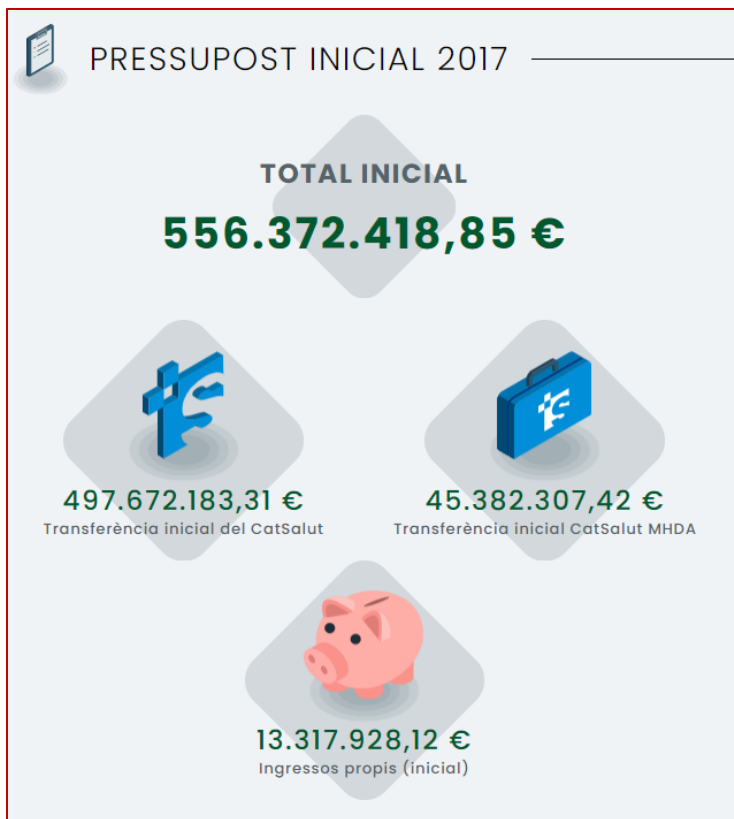 PRESSUPOST INICIAL 2017
TOTAL INICIAL
556.372.418,85 €
497.672.183,31 €
Transferència inicial del CatSalut
45.382.307,42 €
Transferència inicial CatSalut MHDA
13.317.928,12 €
Ingressos propis (inicial)